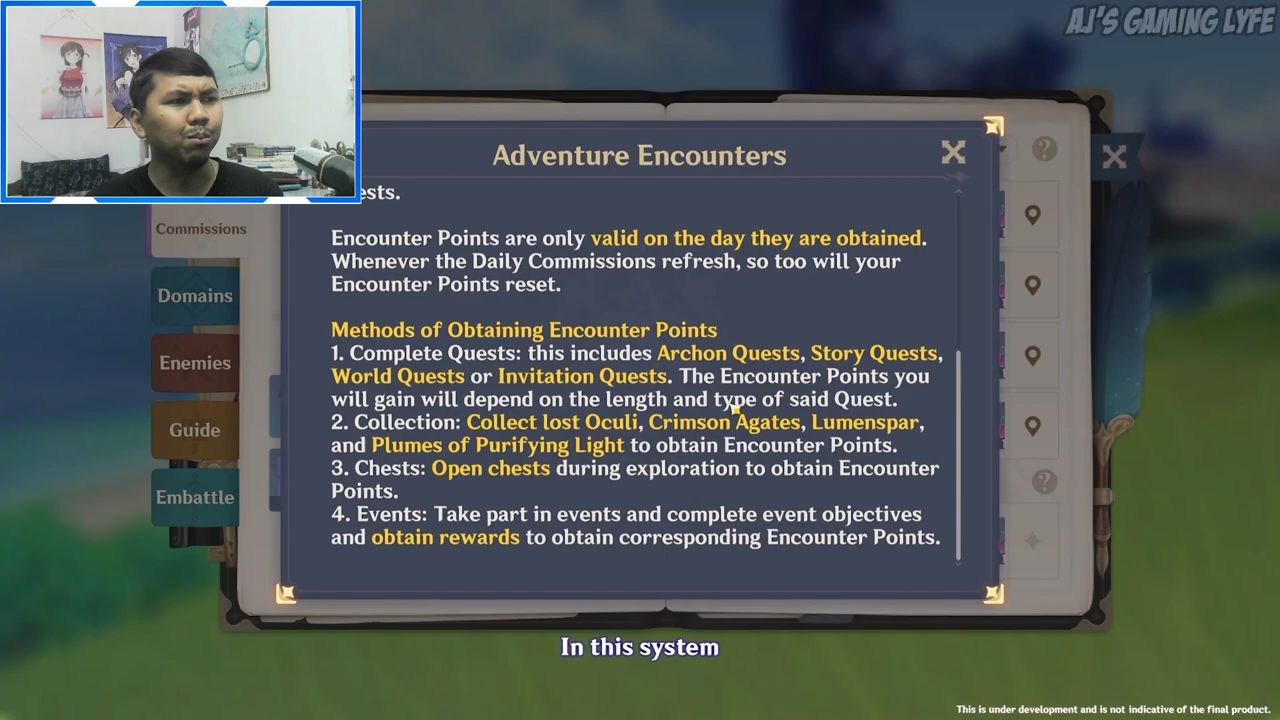 AJ'S GAMING LYFE
Adventure Encounters
ests.
Commissions
Encounter Points are only valid on the day they are obtained.
Whenever the Daily Commissions refresh, so too will your
Encounter Points reset.
Domains
Methods of Obtaining Encounter Points
1. Complete Quests: this includes Archon Quests, Story Quests,
World Quests or Invitation Quests. The Encounter Points you
will gain will depend on the length and type of said Quest.
Enemies
2. Collection: Collect lost Oculi, Crimson Agates, Lumenspar,
and Plumes of Purifying Light to obtain Encounter Points.
Guide
3. Chests: Open chests during exploration to obtain Encounter
Points.
Embattle
4. Events: Take part in events and complete event objectives
and obtain rewards to obtain corresponding Encounter Points.
In this system
This is under development and is not indicative of the final product.